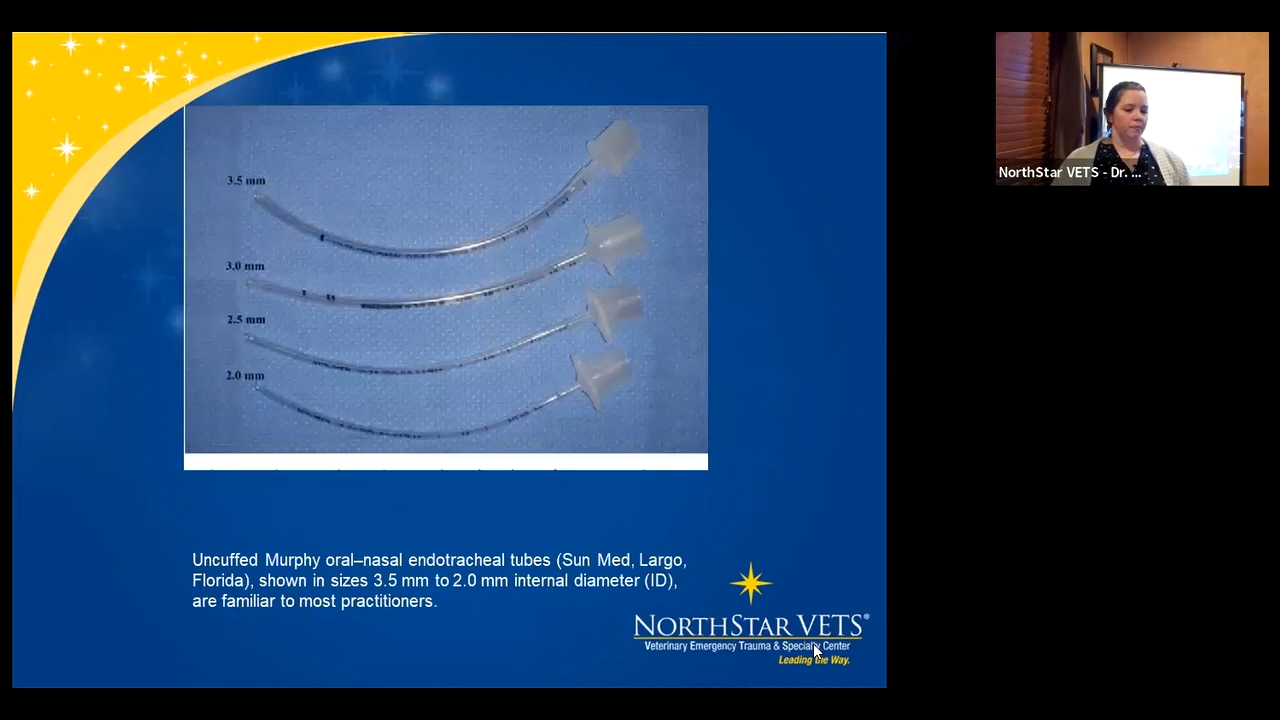 3.5 mm
3.0 mm
2.5 mm
2.0 mm
Uncuffed Murphy oral–nasal endotracheal tubes (Sun Med, Largo,
Florida), shown in sizes 3.5 mm to 2.0 mm internal diameter (ID),
are familiar to most practitioners.
NORTHSTAR VETS®
Veterinary Emergency Trauma & Specialty Center
Leading the Way.
NorthStar VETS - Dr. ...